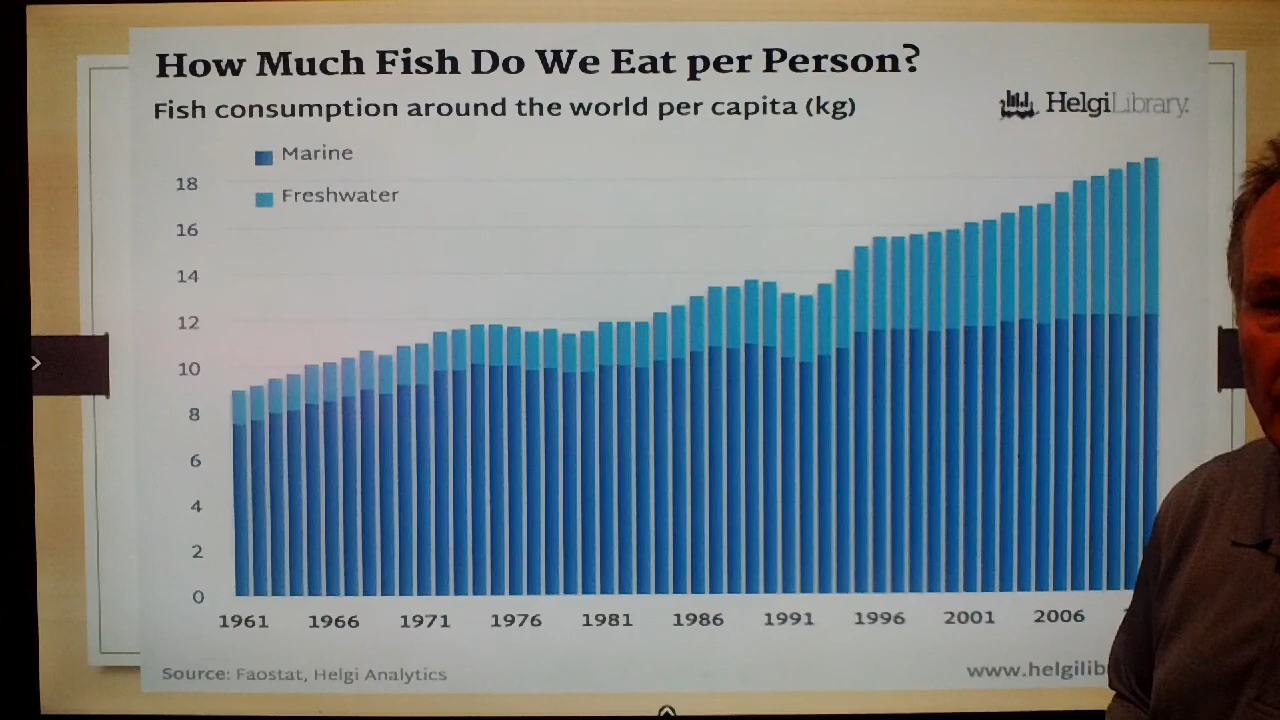 How Much Fish Do We Eat per Person?
Fish consumption around the world per capita (kg)
HelgiLibrary.
Marine
Freshwater
18
16
14
12
10
8
6
4
2
0
1961 1966 1971 1976 1981 1986 1991 1996 2001 2006
Source: Faostat, Helgi Analytics